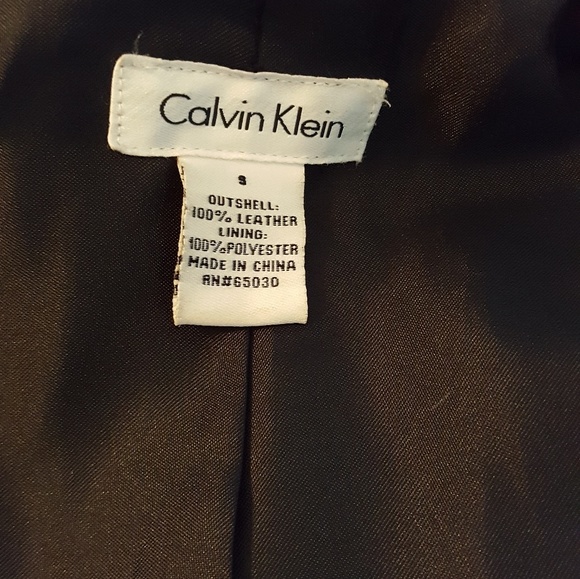 Calvin Klein
S
OUTSHELL:
100% LEATHER
LINING:
100%POLYESTER
MADE IN CHINA
RN#65030